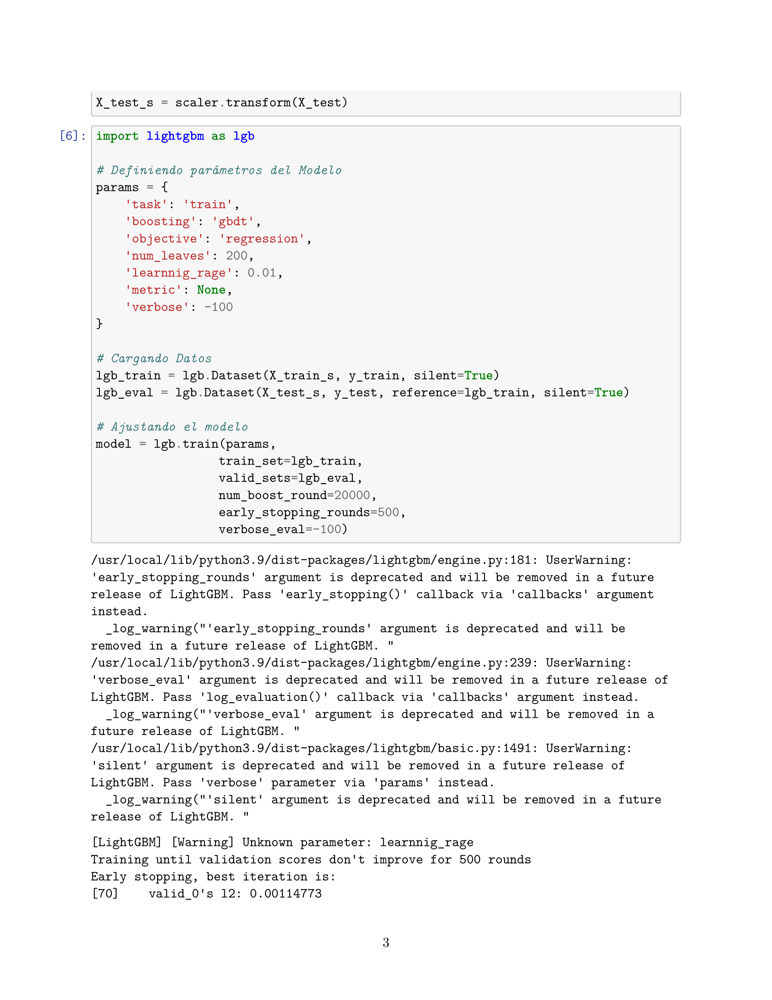 X_test_s = scaler.transform(X_test)
[6]: import lightgbm as lgb
# Definiendo parámetros del Modelo
params = {
    'task': 'train',
    'boosting': 'gbdt',
    'objective': 'regression',
    'num_leaves': 200,
    'learnnig_rage': 0.01,
    'metric': None,
    'verbose': -100
}
# Cargando Datos
lgb_train = lgb.Dataset(X_train_s, y_train, silent=True)
lgb_eval = lgb.Dataset(X_test_s, y_test, reference=lgb_train, silent=True)
# Ajustando el modelo
model = lgb.train(params,
                 train_set=lgb_train,
                 valid_sets=lgb_eval,
                 num_boost_round=20000,
                 early_stopping_rounds=500,
                 verbose_eval=-100)
/usr/local/lib/python3.9/dist-packages/lightgbm/engine.py:181: UserWarning:
'early_stopping_rounds' argument is deprecated and will be removed in a future
release of LightGBM. Pass 'early_stopping()' callback via 'callbacks' argument
instead.
  _log_warning("'early_stopping_rounds' argument is deprecated and will be
removed in a future release of LightGBM. "
/usr/local/lib/python3.9/dist-packages/lightgbm/engine.py:239: UserWarning:
'verbose_eval' argument is deprecated and will be removed in a future release of
LightGBM. Pass 'log_evaluation()' callback via 'callbacks' argument instead.
  _log_warning("'verbose_eval' argument is deprecated and will be removed in a
future release of LightGBM. "
/usr/local/lib/python3.9/dist-packages/lightgbm/basic.py:1491: UserWarning:
'silent' argument is deprecated and will be removed in a future release of
LightGBM. Pass 'verbose' parameter via 'params' instead.
  _log_warning("'silent' argument is deprecated and will be removed in a future
release of LightGBM. "
[LightGBM] [Warning] Unknown parameter: learnnig_rage
Training until validation scores don't improve for 500 rounds
Early stopping, best iteration is:
[70]    valid_0's l2: 0.00114773
3